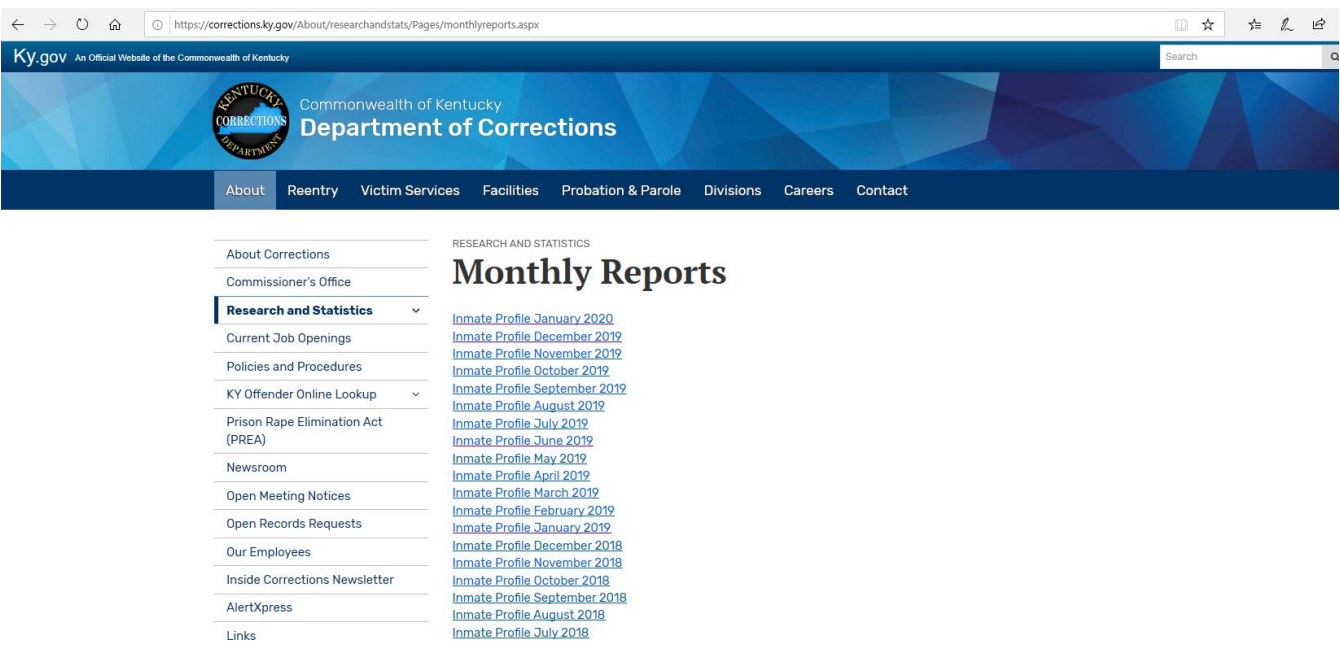 https://corrections.ky.gov/About/researchandstats/Pages/monthlyreports.aspx
Ky.gov An Official Website of the Commonwealth of Kentucky
Search
KENTUCKY
CORRECTIONS
DEPARTMENT
Commonwealth of Kentucky
Department of Corrections
About Reentry Victim Services Facilities Probation & Parole Divisions Careers Contact
About Corrections
Commissioner's Office
Research and Statistics
Current Job Openings
Policies and Procedures
KY Offender Online Lookup
Prison Rape Elimination Act
(PREA)
Newsroom
Open Meeting Notices
Open Records Requests
Our Employees
Inside Corrections Newsletter
AlertXpress
Links
RESEARCH AND STATISTICS
Monthly Reports
Inmate Profile January 2020
Inmate Profile December 2019
Inmate Profile November 2019
Inmate Profile October 2019
Inmate Profile September 2019
Inmate Profile August 2019
Inmate Profile July 2019
Inmate Profile June 2019
Inmate Profile May 2019
Inmate Profile April 2019
Inmate Profile March 2019
Inmate Profile February 2019
Inmate Profile January 2019
Inmate Profile December 2018
Inmate Profile November 2018
Inmate Profile October 2018
Inmate Profile September 2018
Inmate Profile August 2018
Inmate Profile July 2018